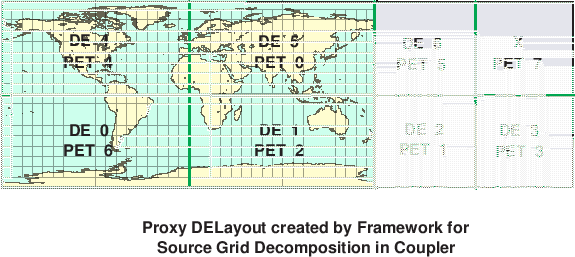 DE 4 DE 5 DE 6 X
PET 4 PET 0 PET 5 PET 7
DE 0 DE 1 DE 2 DE 3
PET 6 PET 2 PET 1 PET 3
Proxy DELayout created by Framework for
Source Grid Decomposition in Coupler